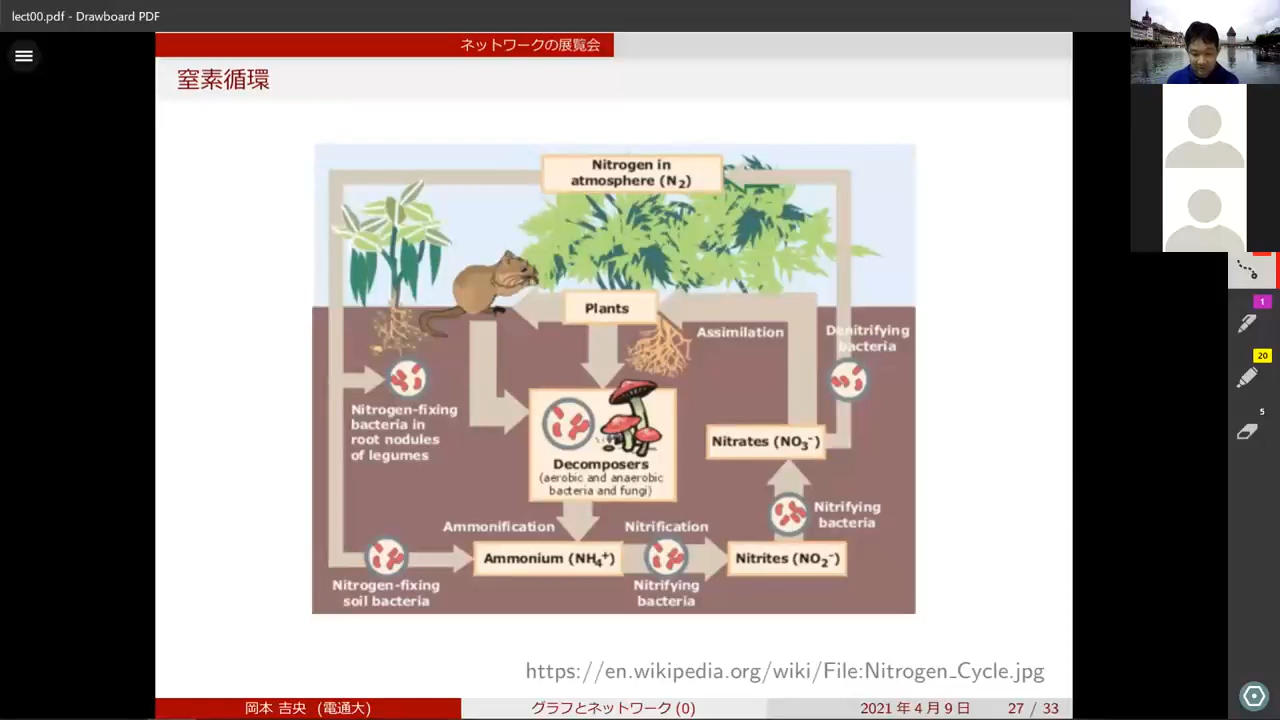 lect00.pdf - Drawboard PDF
ネットワークの展覧会
窒素循環
Nitrogen in
atmosphere (N₂)
Plants
Assimilation
Denitrifying
bacteria
Nitrogen-fixing
bacteria in
root nodules
of legumes
Decomposers
(aerobic and anaerobic
bacteria and fungi)
Nitrates (NO₃⁻)
Nitrifying
bacteria
Ammonification
Nitrification
Ammonium (NH₄⁺)
Nitrites (NO₂⁻)
Nitrogen-fixing
soil bacteria
Nitrifying
bacteria
https://en.wikipedia.org/wiki/File:Nitrogen_Cycle.jpg
岡本 吉央 (電通大)
グラフとネットワーク (0)
2021 年 4 月 9 日
27 / 33
1
20
5